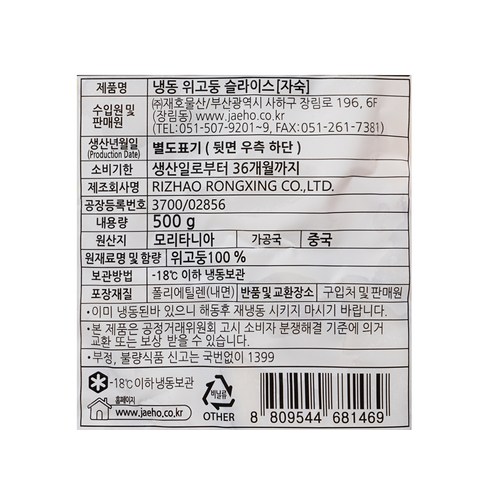 제품명 냉동 위고둥 슬라이스[자숙]
수입원 및 판매원 ㈜재호물산/부산광역시 사하구 장림로 196, 6F
(장림동) www.jaeho.co.kr
(TEL:051-507-9201~9, FAX:051-261-7381)
생산년월일 (Production Date) 별도표기 ( 뒷면 우측 하단 )
소비기한 생산일로부터 36개월까지
제조회사명 RIZHAO RONGXING CO.,LTD.
공장등록번호 3700/02856
내용량 500 g
원산지 모리타니아 가공국 중국
원재료명 및 함량 위고둥100 %
보관방법 -18℃ 이하 냉동보관
포장재질 폴리에틸렌(내면) 반품 및 교환장소 구입처 및 판매원
•이미 냉동된바 있으니 해동후 재냉동 시키지 마시기 바랍니다.
•본 제품은 공정거래위원회 고시 소비자 분쟁해결 기준에 의거
교환 또는 보상 받을 수 있습니다.
•부정, 불량식품 신고는 국번없이 1399
-18℃이하 냉동보관
홈페이지
www.jaeho.co.kr
비닐류
OTHER
8 809544 681469